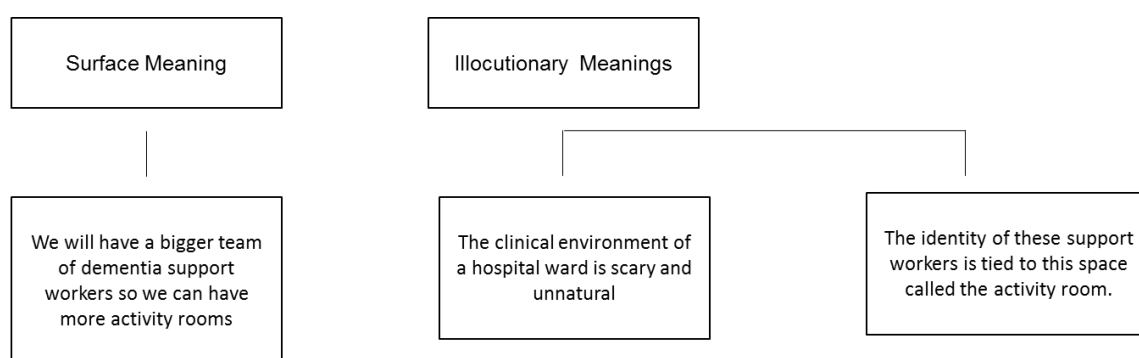 Surface Meaning
Illocutionary Meanings
We will have a bigger team
of dementia support
workers so we can have
more activity rooms
The clinical environment of
a hospital ward is scary and
unnatural
The identity of these support
workers is tied to this space
called the activity room.